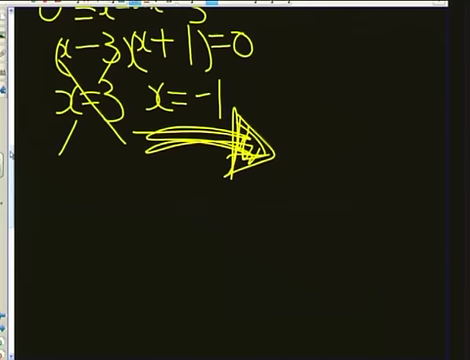 (x-3)(x+1)=0
x=3 x=-1